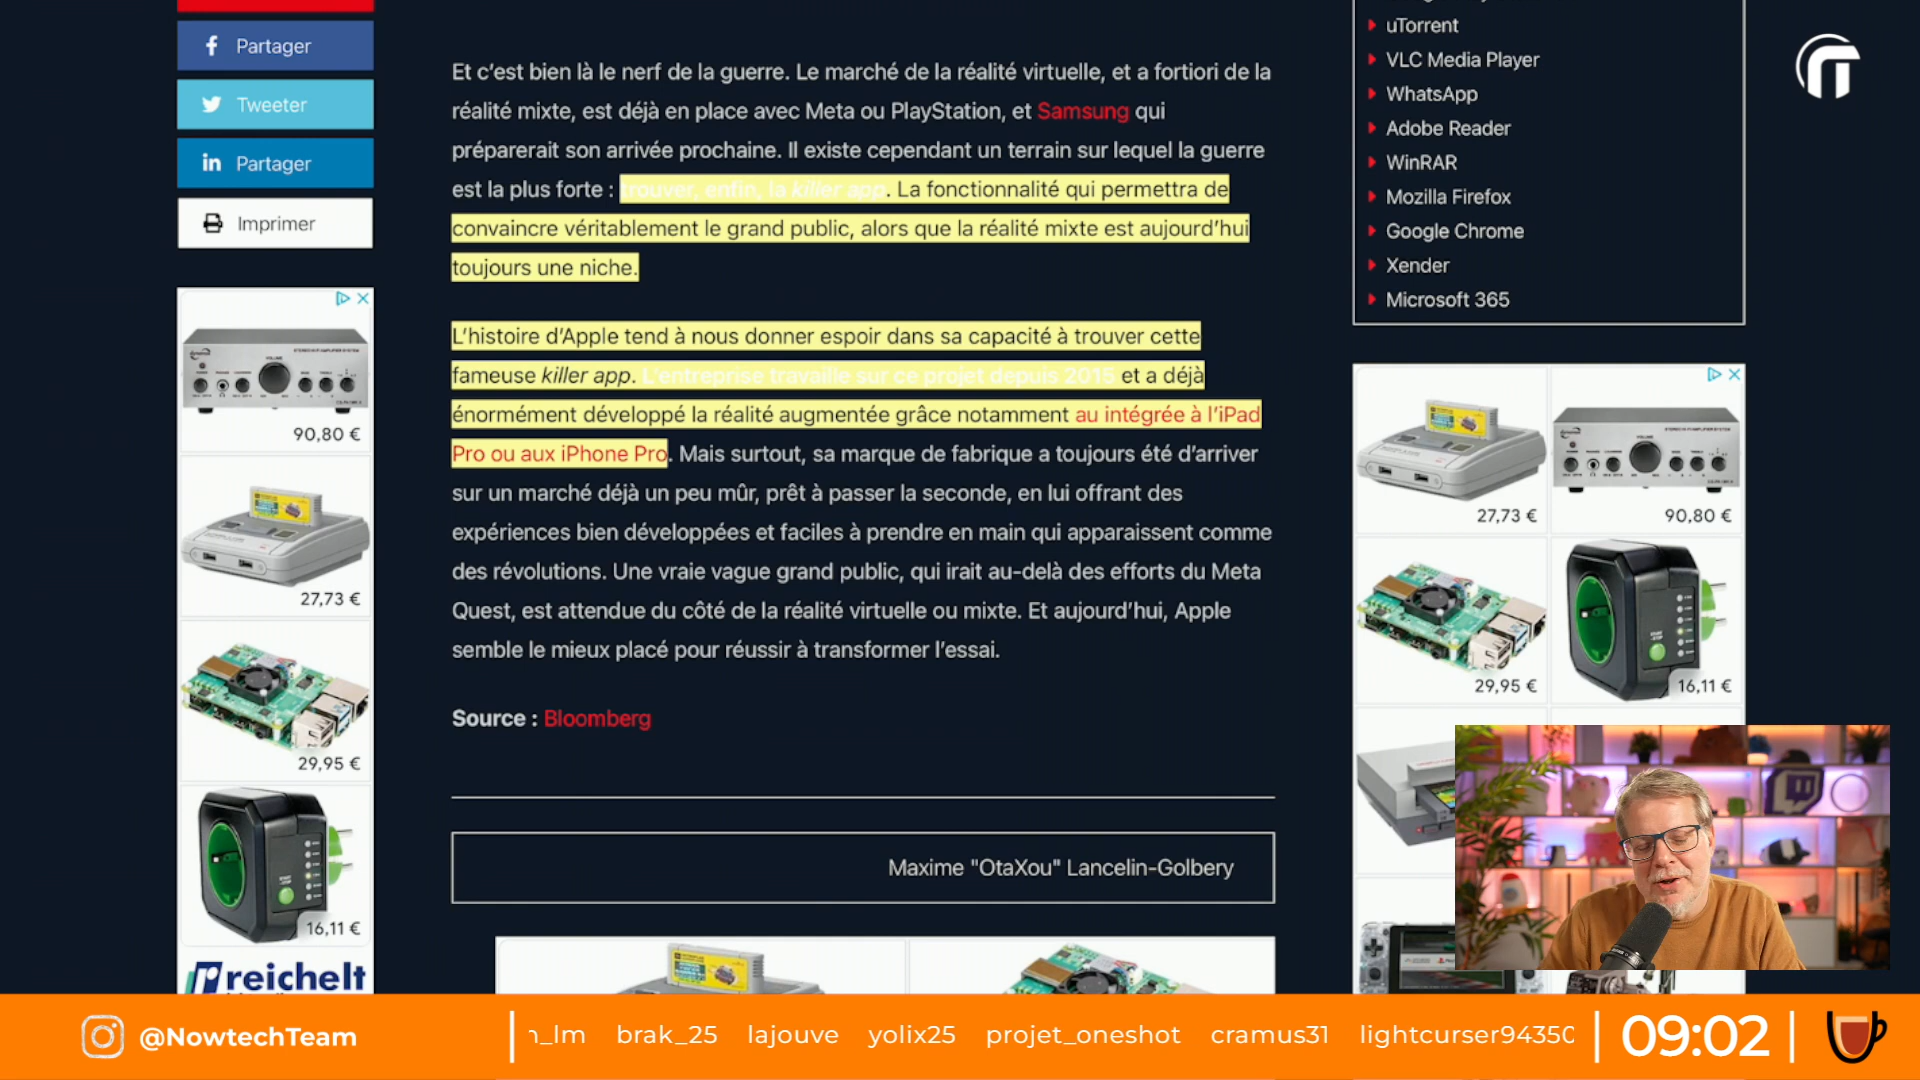 Partager
Tweeter
Partager
Imprimer
90,80 €
27,73 €
29,95 €
16,11 €
reichelt
Et c’est bien là le nerf de la guerre. Le marché de la réalité virtuelle, et a fortiori de la
réalité mixte, est déjà en place avec Meta ou PlayStation, et Samsung qui
préparerait son arrivée prochaine. Il existe cependant un terrain sur lequel la guerre
est la plus forte : trouver, enfin, la killer app. La fonctionnalité qui permettra de
convaincre véritablement le grand public, alors que la réalité mixte est aujourd’hui
toujours une niche.
L’histoire d’Apple tend à nous donner espoir dans sa capacité à trouver cette
fameuse killer app. L’entreprise travaille sur ce projet depuis 2015 et a déjà
énormément développé la réalité augmentée grâce notamment au intégrée à l’iPad
Pro ou aux iPhone Pro. Mais surtout, sa marque de fabrique a toujours été d’arriver
sur un marché déjà un peu mûr, prêt à passer la seconde, en lui offrant des
expériences bien développées et faciles à prendre en main qui apparaissent comme
des révolutions. Une vraie vague grand public, qui irait au-delà des efforts du Meta
Quest, est attendue du côté de la réalité virtuelle ou mixte. Et aujourd’hui, Apple
semble le mieux placé pour réussir à transformer l’essai.
Source : Bloomberg
Maxime "OtaXou" Lancelin-Golbery
uTorrent
VLC Media Player
WhatsApp
Adobe Reader
WinRAR
Mozilla Firefox
Google Chrome
Xender
Microsoft 365
27,73 €
90,80 €
29,95 €
16,11 €
@NowtechTeam
n_lm brak_25 lajouve yolix25 projet_oneshot cramus31 lightcurser94350
09:02